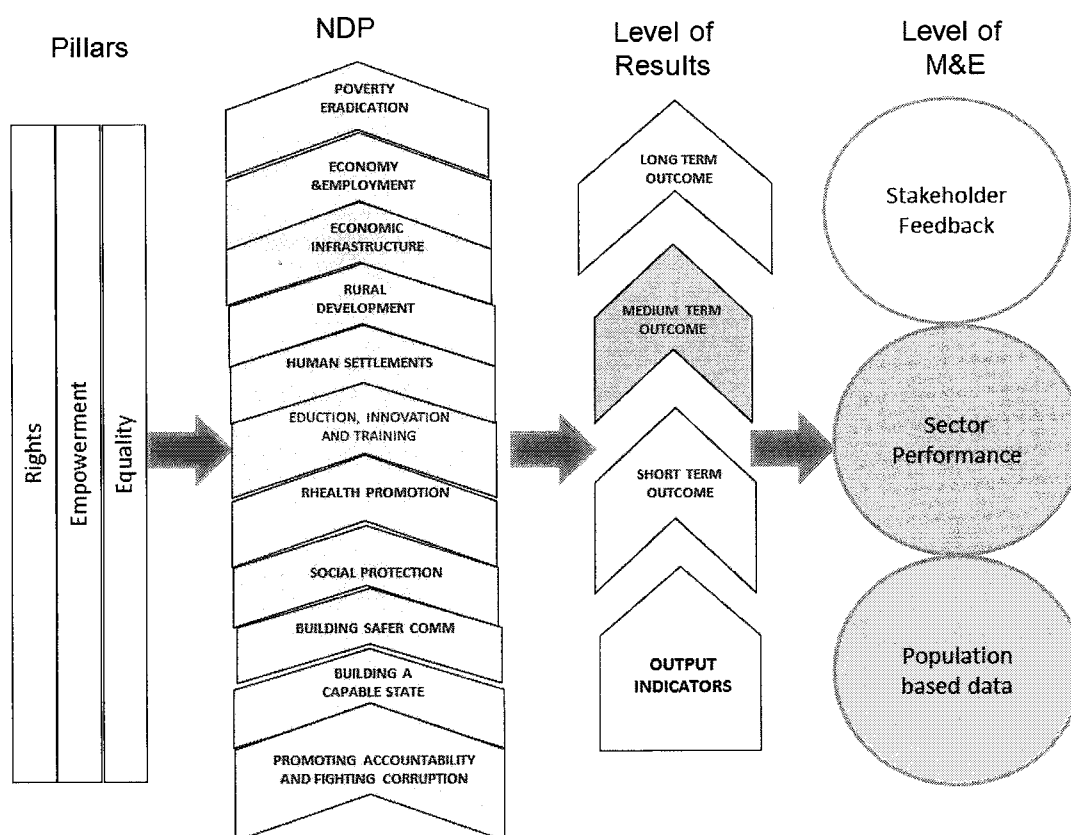 Pillars
NDP
Level of
Results
Level of
M&E
Rights
Empowerment
Equality
POVERTY
ERADICATION
ECONOMY
&EMPLOYMENT
ECONOMIC
INFRASTRUCTURE
RURAL
DEVELOPMENT
HUMAN SETTLEMENTS
EDUCTION, INNOVATION
AND TRAINING
RHEALTH PROMOTION
SOCIAL PROTECTION
BUILDING SAFER COMM
BUILDING A
CAPABLE STATE
PROMOTING ACCOUNTABILITY
AND FIGHTING CORRUPTION
LONG TERM
OUTCOME
MEDIUM TERM
OUTCOME
SHORT TERM
OUTCOME
OUTPUT
INDICATORS
Stakeholder
Feedback
Sector
Performance
Population
based data